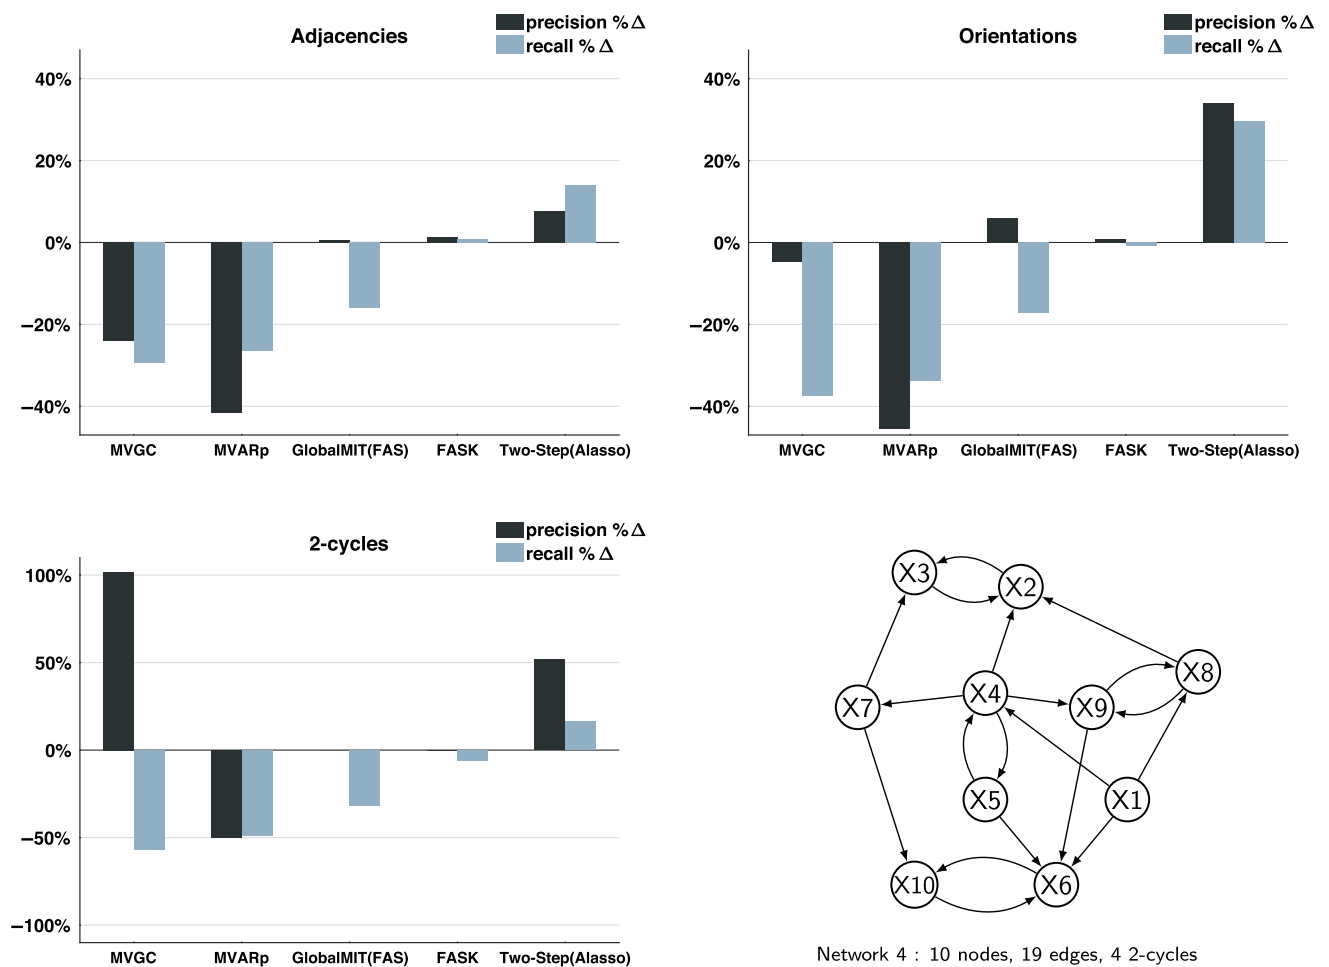 Adjacencies
precision %Δ
recall %Δ
40%
20%
0%
−20%
−40%
MVGC MVARp GlobalMIT(FAS) FASK Two-Step(Alasso)
Orientations
precision %Δ
recall %Δ
40%
20%
0%
−20%
−40%
MVGC MVARp GlobalMIT(FAS) FASK Two-Step(Alasso)
2-cycles
precision %Δ
recall %Δ
100%
50%
0%
−50%
−100%
MVGC MVARp GlobalMIT(FAS) FASK Two-Step(Alasso)
X3
X2
X8
X4
X7
X9
X5
X1
X10
X6
Network 4 : 10 nodes, 19 edges, 4 2-cycles